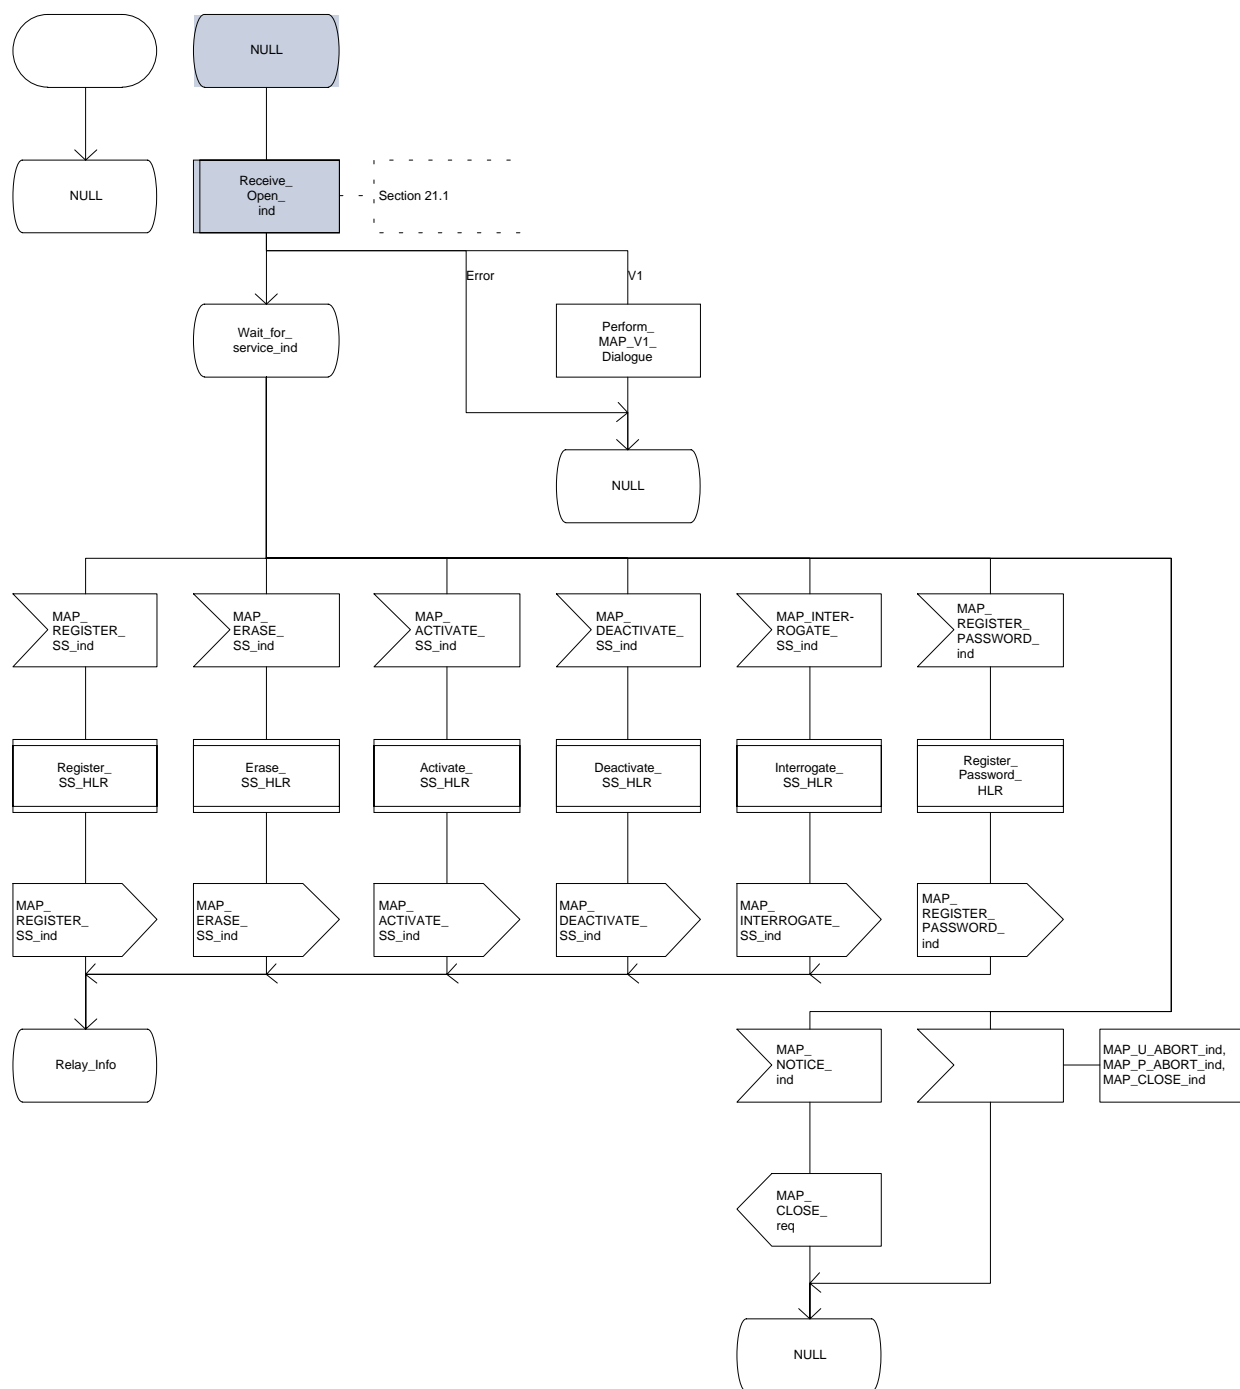 NULL
NULL
Receive_
Open_
ind
Section 21.1
Error
V1
Wait_for_
service_ind
Perform_
MAP_V1_
Dialogue
NULL
MAP_
REGISTER_
SS_ind
MAP_
ERASE_
SS_ind
MAP_
ACTIVATE_
SS_ind
MAP_
DEACTIVATE_
SS_ind
MAP_INTER-
ROGATE_
SS_ind
MAP_
REGISTER_
PASSWORD_
ind
Register_
SS_HLR
Erase_
SS_HLR
Activate_
SS_HLR
Deactivate_
SS_HLR
Interrogate_
SS_HLR
Register_
Password_
HLR
MAP_
REGISTER_
SS_ind
MAP_
ERASE_
SS_ind
MAP_
ACTIVATE_
SS_ind
MAP_
DEACTIVATE_
SS_ind
MAP_
INTERROGATE_
SS_ind
MAP_
REGISTER_
PASSWORD_
ind
Relay_Info
MAP_
NOTICE_
ind
MAP_U_ABORT_ind,
MAP_P_ABORT_ind,
MAP_CLOSE_ind
MAP_
CLOSE_
req
NULL